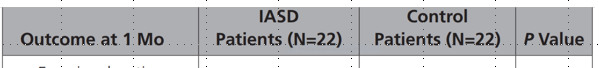 IASD Control
Outcome at 1 Mo Patients (N=22) Patients (N=22) P Value